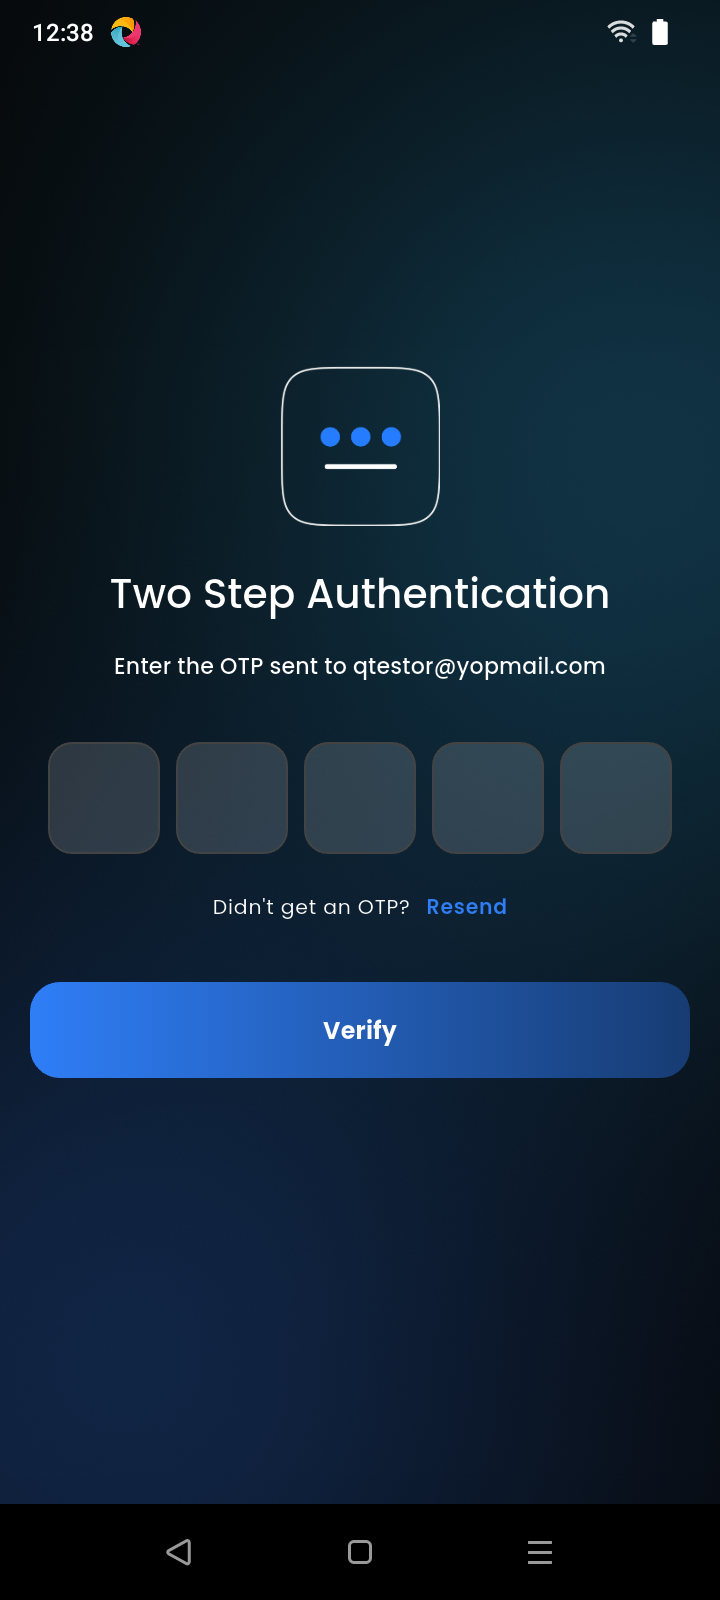 12:38
Two Step Authentication
Enter the OTP sent to qtestor@yopmail.com
Didn't get an OTP? Resend
Verify